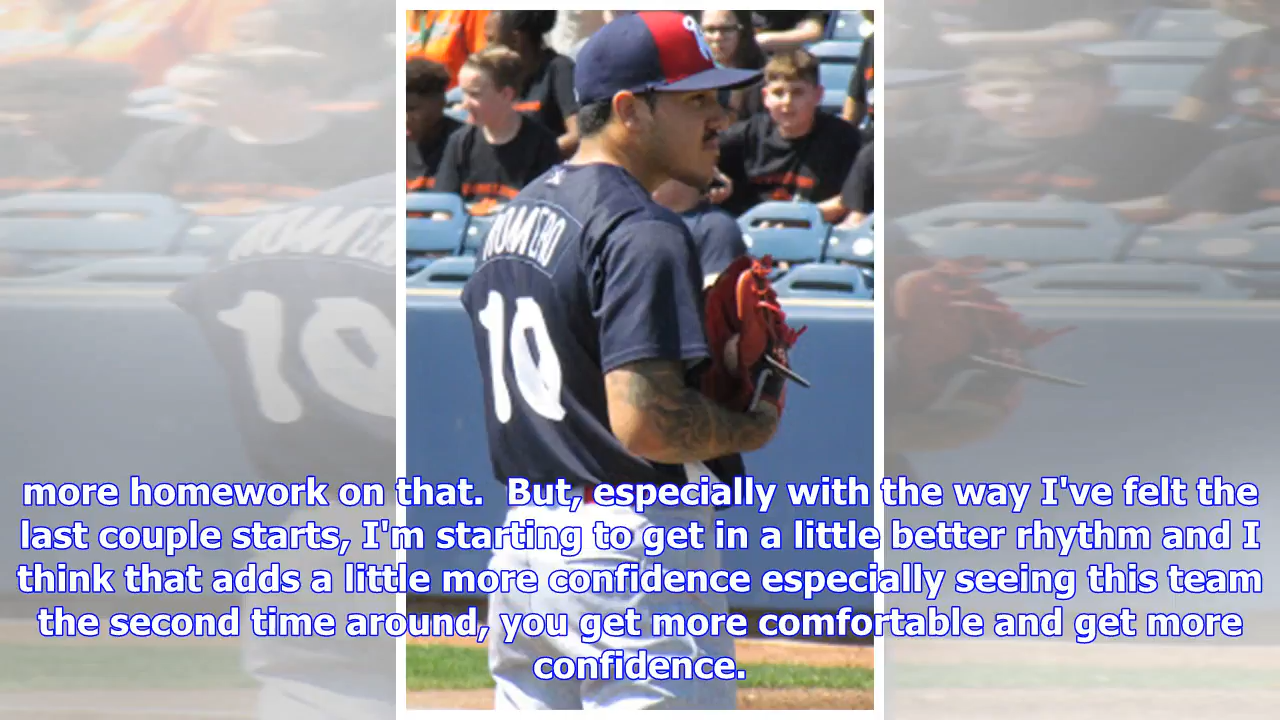 ROMERO
10
more homework on that.  But, especially with the way I've felt the
last couple starts, I'm starting to get in a little better rhythm and I
think that adds a little more confidence especially seeing this team
the second time around, you get more comfortable and get more
confidence.